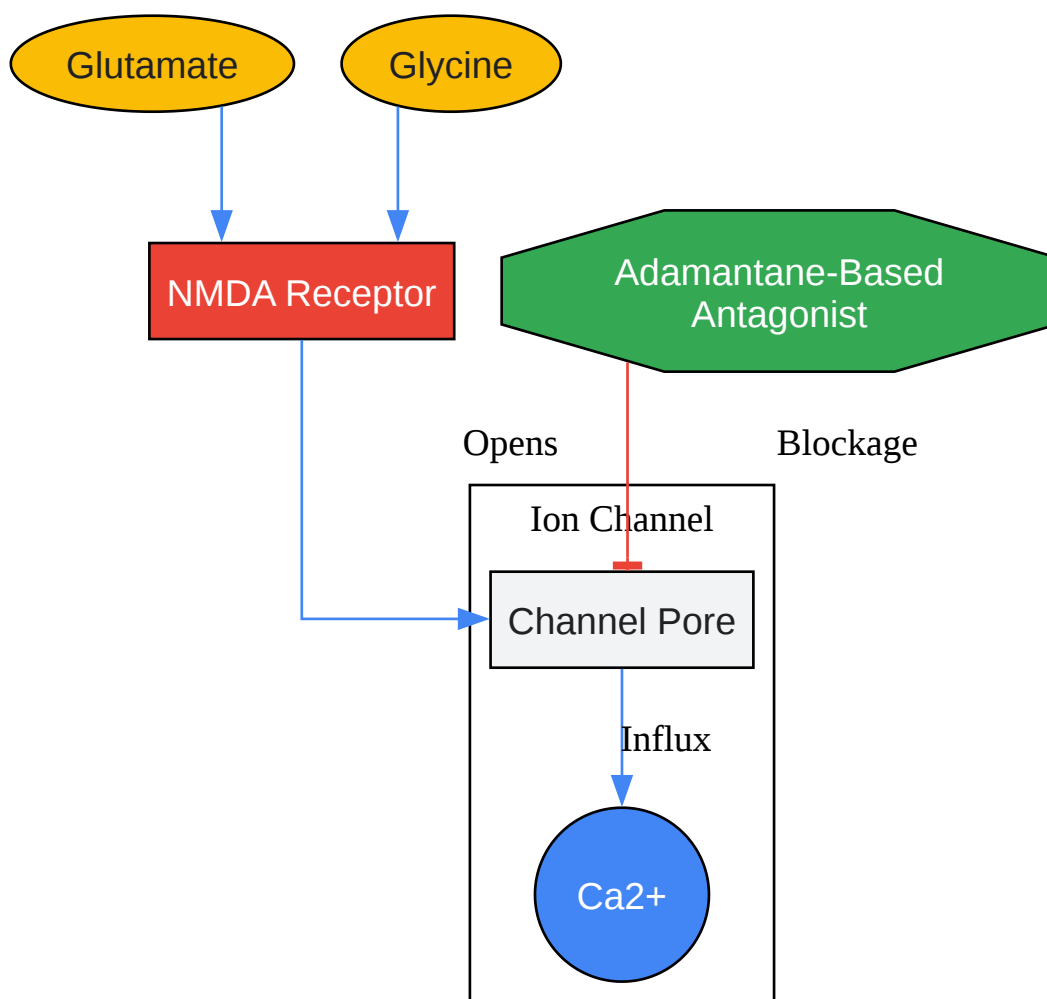 Glutamate
Glycine
NMDA Receptor
Adamantane-Based
Antagonist
Opens
Blockage
Ion Channel
Channel Pore
Influx
Ca2+